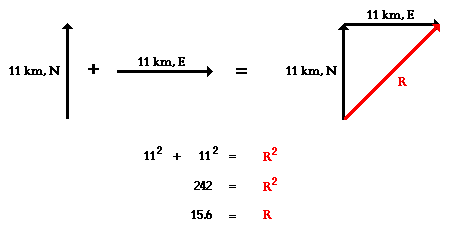 11 km, E
11 km, N + 11 km, E = 11 km, N R
11² + 11² = R²
242 = R²
15.6 = R